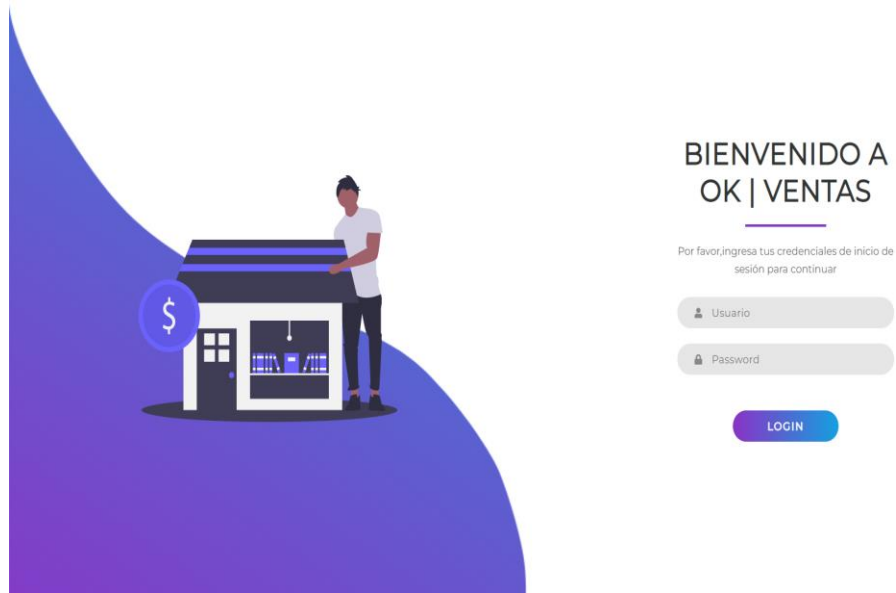 BIENVENIDO A
OK | VENTAS
Por favor,ingresa tus credenciales de inicio de
sesión para continuar
Usuario
Password
LOGIN
$